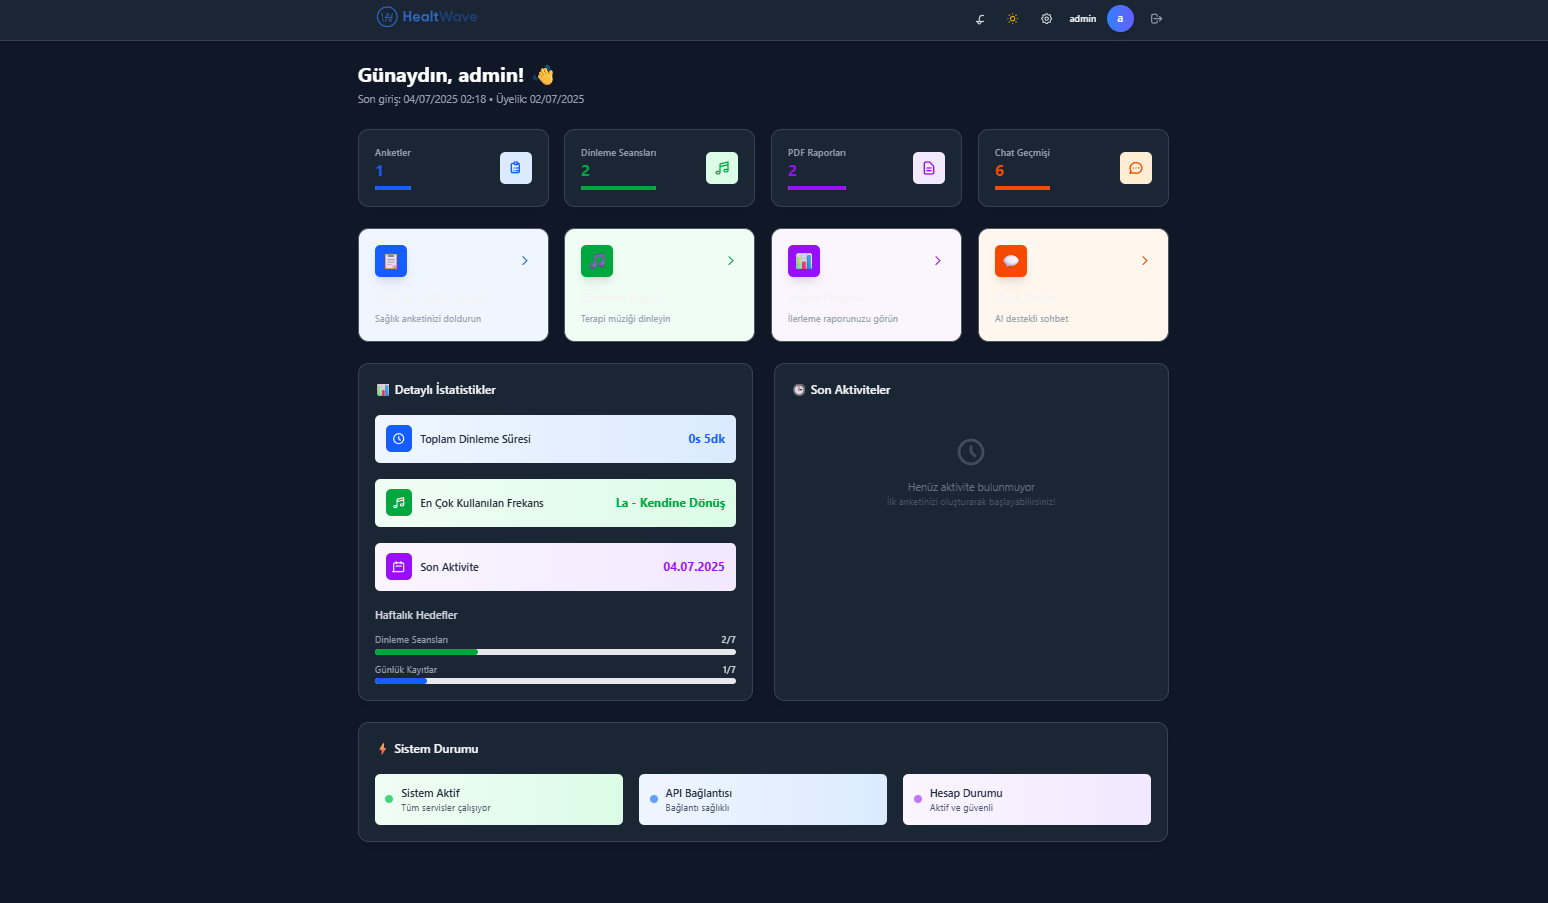 HealtWave
admin
a
Günaydın, admin! 👋
Son giriş: 04/07/2025 02:18 • Üyelik: 02/07/2025
Anketler
1
Dinleme Seansları
2
PDF Raporları
2
Chat Geçmişi
6
Sağlık anketinizi doldurun
Terapi müziği dinleyin
İlerleme raporunuzu görün
AI destekli sohbet
Detaylı İstatistikler
Toplam Dinleme Süresi
0s 5dk
En Çok Kullanılan Frekans
La - Kendine Dönüş
Son Aktivite
04.07.2025
Haftalık Hedefler
Dinleme Seansları
2/7
Günlük Kayıtlar
1/7
Son Aktiviteler
Henüz aktivite bulunmuyor
İlk anketinizi oluşturarak başlayabilirsiniz!
Sistem Durumu
Sistem Aktif
Tüm servisler çalışıyor
API Bağlantısı
Bağlantı sağlıklı
Hesap Durumu
Aktif ve güvenli